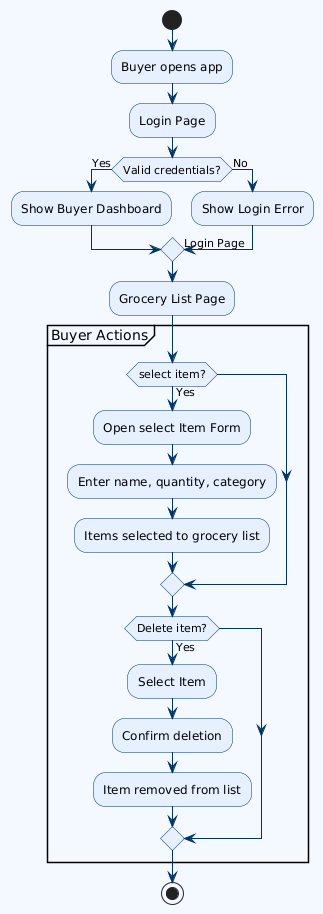 Buyer opens app
Login Page
Valid credentials?
Yes
No
Show Buyer Dashboard
Show Login Error
Login Page
Grocery List Page
Buyer Actions
select item?
Yes
Open select Item Form
Enter name, quantity, category
Items selected to grocery list
Delete item?
Yes
Select Item
Confirm deletion
Item removed from list